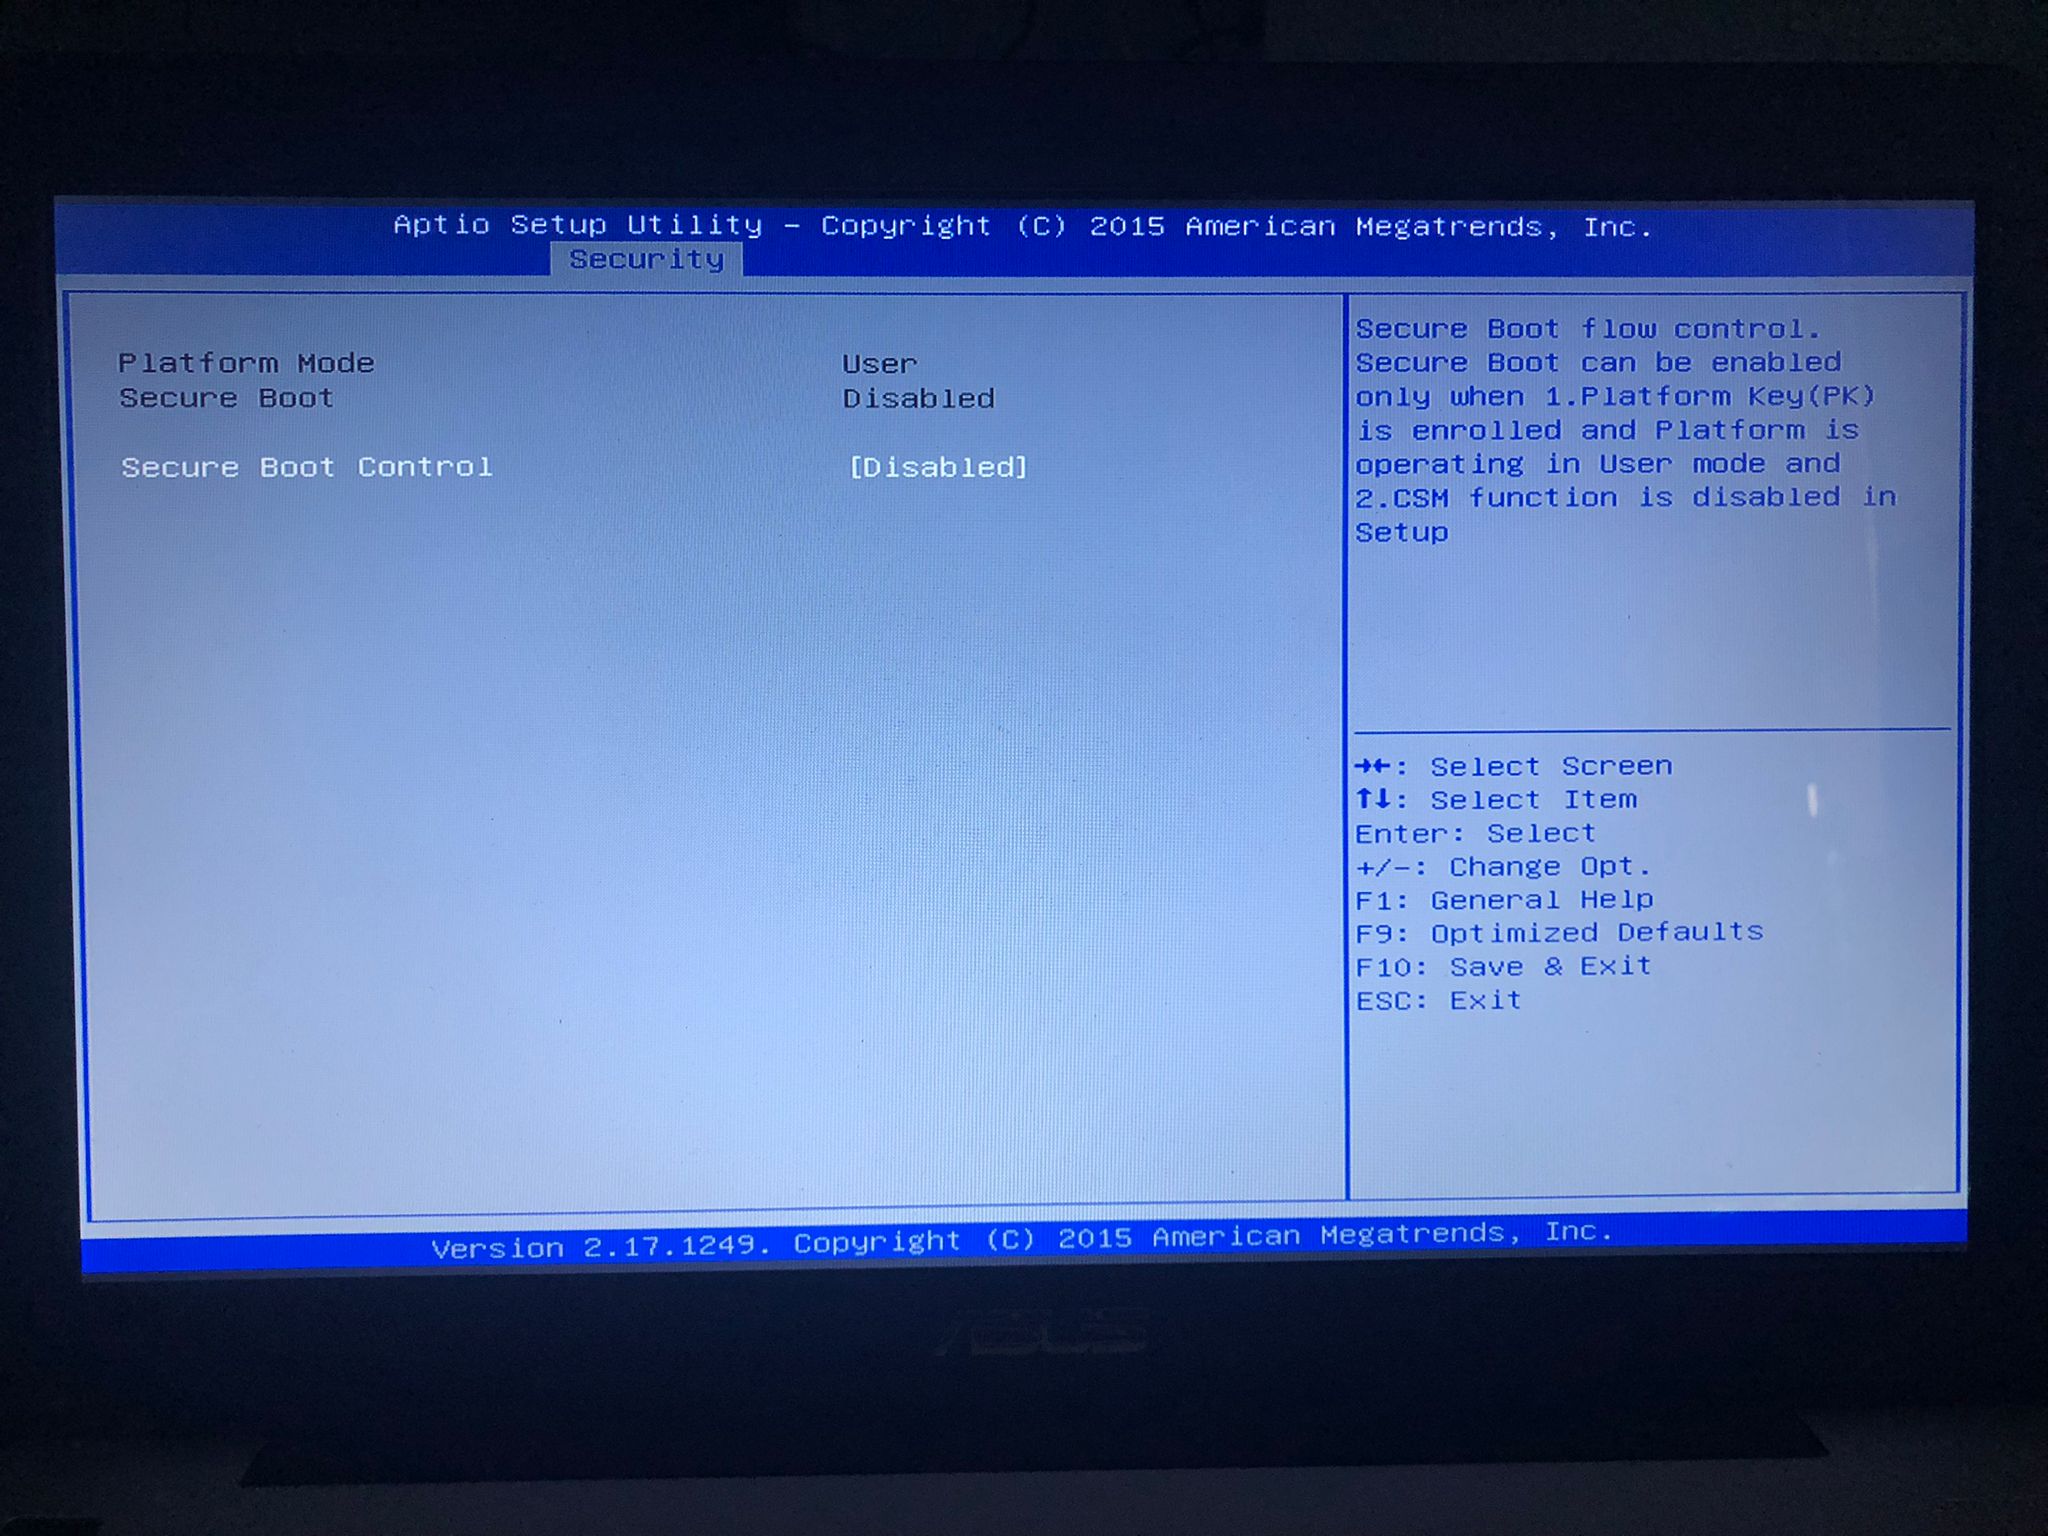 Aptio Setup Utility – Copyright (C) 2015 American Megatrends, Inc.
Security
Platform Mode User
Secure Boot Disabled
Secure Boot Control [Disabled]
Secure Boot flow control.
Secure Boot can be enabled
only when 1.Platform Key(PK)
is enrolled and Platform is
operating in User mode and
2.CSM function is disabled in
Setup
→←: Select Screen
↑↓: Select Item
Enter: Select
+/-: Change Opt.
F1: General Help
F9: Optimized Defaults
F10: Save & Exit
ESC: Exit
Version 2.17.1249. Copyright (C) 2015 American Megatrends, Inc.
ASUS